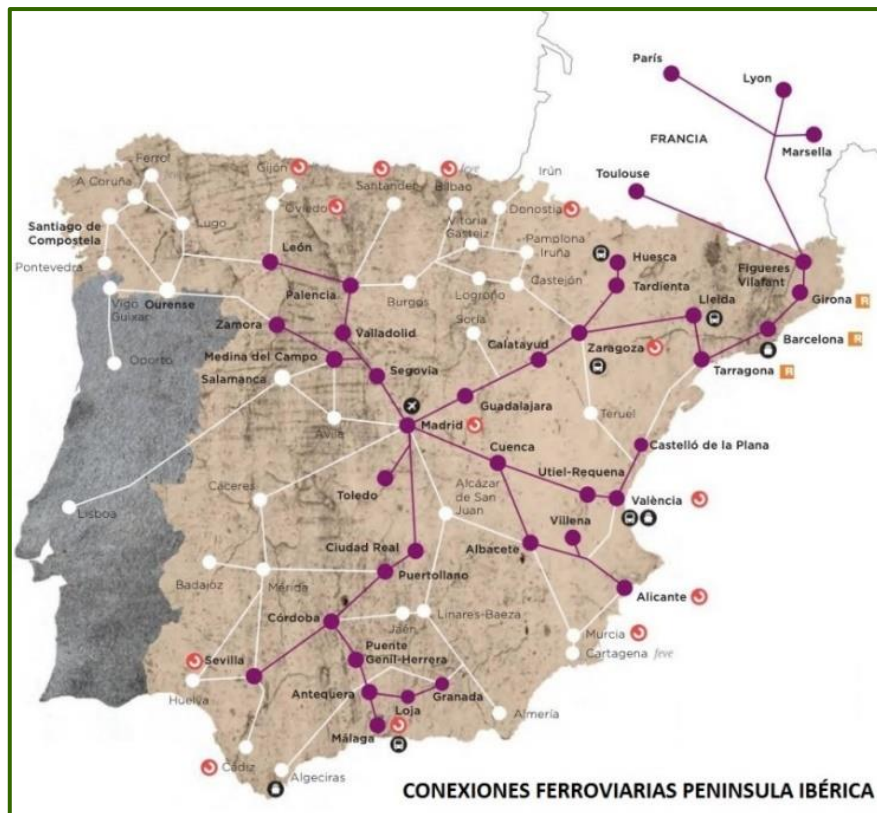 París
Lyon
FRANCIA
Marsella
Toulouse
Ferrol
Gijón
A Coruña
Santander
Bilbao
feve
Irún
Oviedo
Donostia
Lugo
Santiago de
Compostela
Vitoria
Gasteiz
Pamplona
Iruña
León
Huesca
Figueres
Vilafant
Pontevedra
Palencia
Burgos
Logroño
Castejón
Tardienta
Lleida
Girona R
Vigo
Guixar
Ourense
Zamora
Valladolid
Soria
Calatayud
Zaragoza
Barcelona R
Oporto
Medina del Campo
Salamanca
Segovia
Tarragona R
Guadalajara
Ávila
Madrid
Teruel
Castelló de la Plana
Cuenca
Utiel-Requena
Cáceres
Toledo
Alcázar
de San
Juan
València
Lisboa
Villena
Ciudad Real
Albacete
Badajoz
Mérida
Puertollano
Alicante
Córdoba
Jaén
Linares-Baeza
Murcia
Cartagena feve
Sevilla
Puente
Genil-Herrera
Huelva
Antequera
Loja
Granada
Málaga
Almería
Cádiz
Algeciras
CONEXIONES FERROVIARIAS PENINSULA IBÉRICA